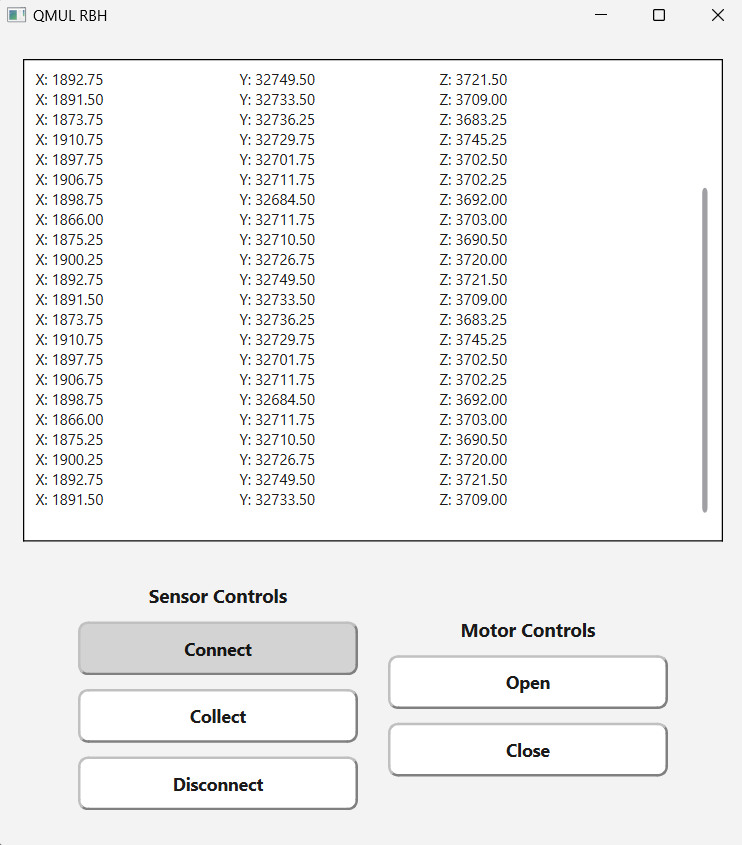 QMUL RBH
X: 1892.75 Y: 32749.50 Z: 3721.50
X: 1891.50 Y: 32733.50 Z: 3709.00
X: 1873.75 Y: 32736.25 Z: 3683.25
X: 1910.75 Y: 32729.75 Z: 3745.25
X: 1897.75 Y: 32701.75 Z: 3702.50
X: 1906.75 Y: 32711.75 Z: 3702.25
X: 1898.75 Y: 32684.50 Z: 3692.00
X: 1866.00 Y: 32711.75 Z: 3703.00
X: 1875.25 Y: 32710.50 Z: 3690.50
X: 1900.25 Y: 32726.75 Z: 3720.00
X: 1892.75 Y: 32749.50 Z: 3721.50
X: 1891.50 Y: 32733.50 Z: 3709.00
X: 1873.75 Y: 32736.25 Z: 3683.25
X: 1910.75 Y: 32729.75 Z: 3745.25
X: 1897.75 Y: 32701.75 Z: 3702.50
X: 1906.75 Y: 32711.75 Z: 3702.25
X: 1898.75 Y: 32684.50 Z: 3692.00
X: 1866.00 Y: 32711.75 Z: 3703.00
X: 1875.25 Y: 32710.50 Z: 3690.50
X: 1900.25 Y: 32726.75 Z: 3720.00
X: 1892.75 Y: 32749.50 Z: 3721.50
X: 1891.50 Y: 32733.50 Z: 3709.00
Sensor Controls
Connect
Collect
Disconnect
Motor Controls
Open
Close